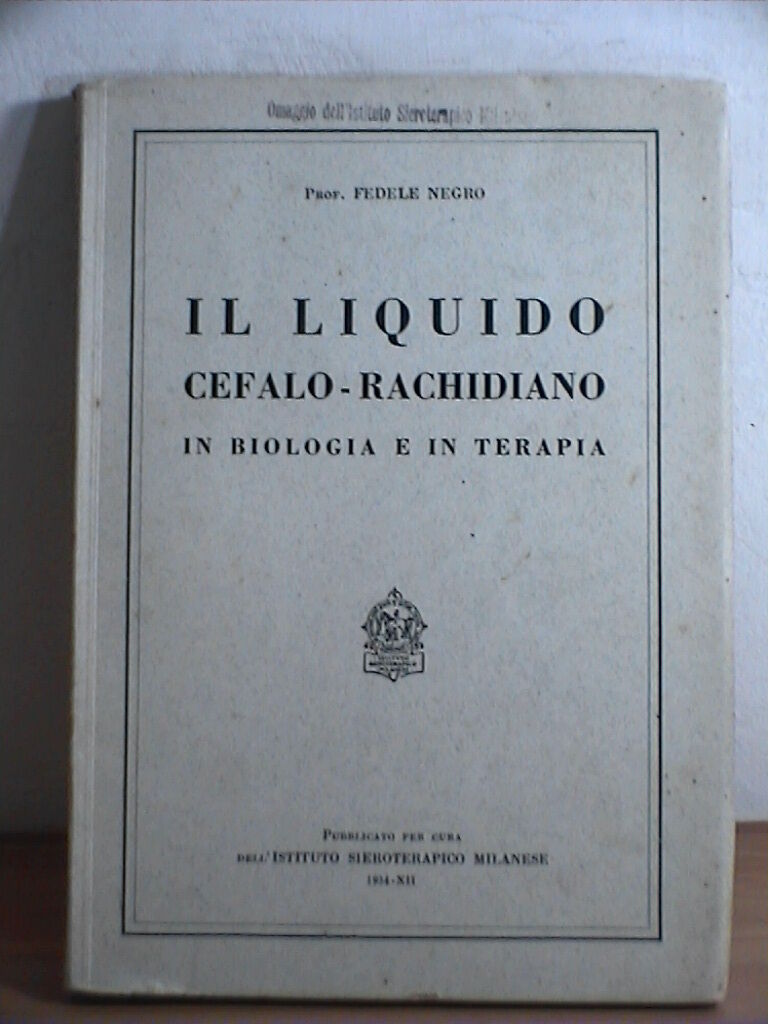 Omaggio dell'Istituto Sieroterapico
Prof. FEDELE NEGRO
IL LIQUIDO
CEFALO-RACHIDIANO
IN BIOLOGIA E IN TERAPIA
PUBBLICATO PER CURA
DELL'ISTITUTO SIEROTERAPICO MILANESE
1934-XII